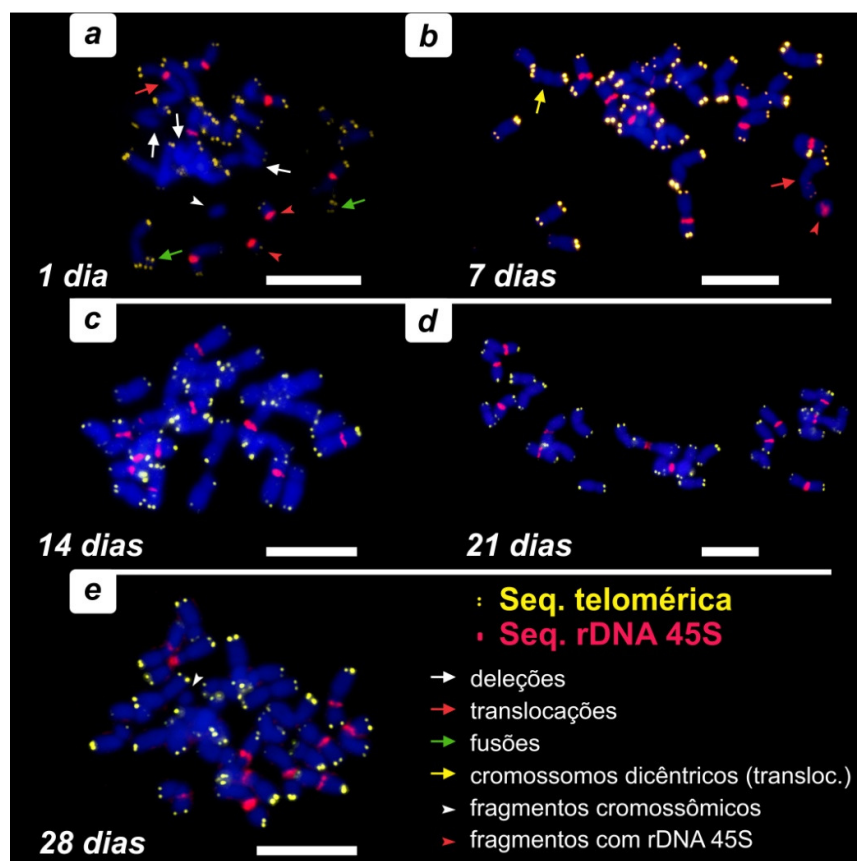 a
b
1 dia
7 dias
c
d
14 dias
21 dias
e
28 dias
Seq. telomérica
Seq. rDNA 45S
deleções
translocações
fusões
cromossomos dicêntricos (transloc.)
fragmentos cromossômicos
fragmentos com rDNA 45S